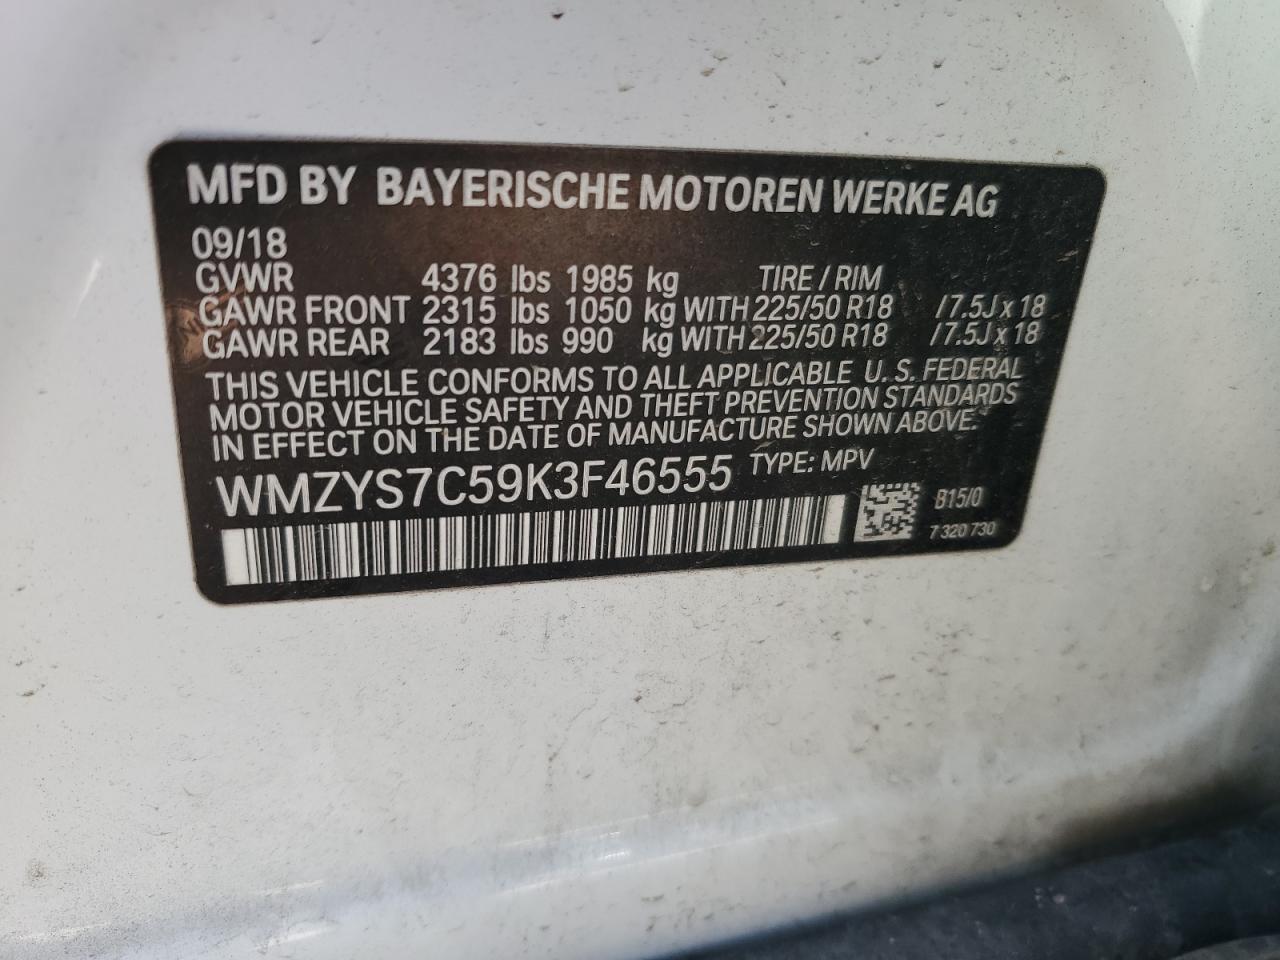 MFD BY BAYERISCHE MOTOREN WERKE AG
09/18
GVWR 4376 lbs 1985 kg TIRE / RIM
GAWR FRONT 2315 lbs 1050 kg WITH 225/50 R18 /7.5J x 18
GAWR REAR 2183 lbs 990 kg WITH 225/50 R18 /7.5J x 18
THIS VEHICLE CONFORMS TO ALL APPLICABLE U.S. FEDERAL
MOTOR VEHICLE SAFETY AND THEFT PREVENTION STANDARDS
IN EFFECT ON THE DATE OF MANUFACTURE SHOWN ABOVE.
WMZYS7C59K3F46555 TYPE: MPV
B15/0
7 320 730